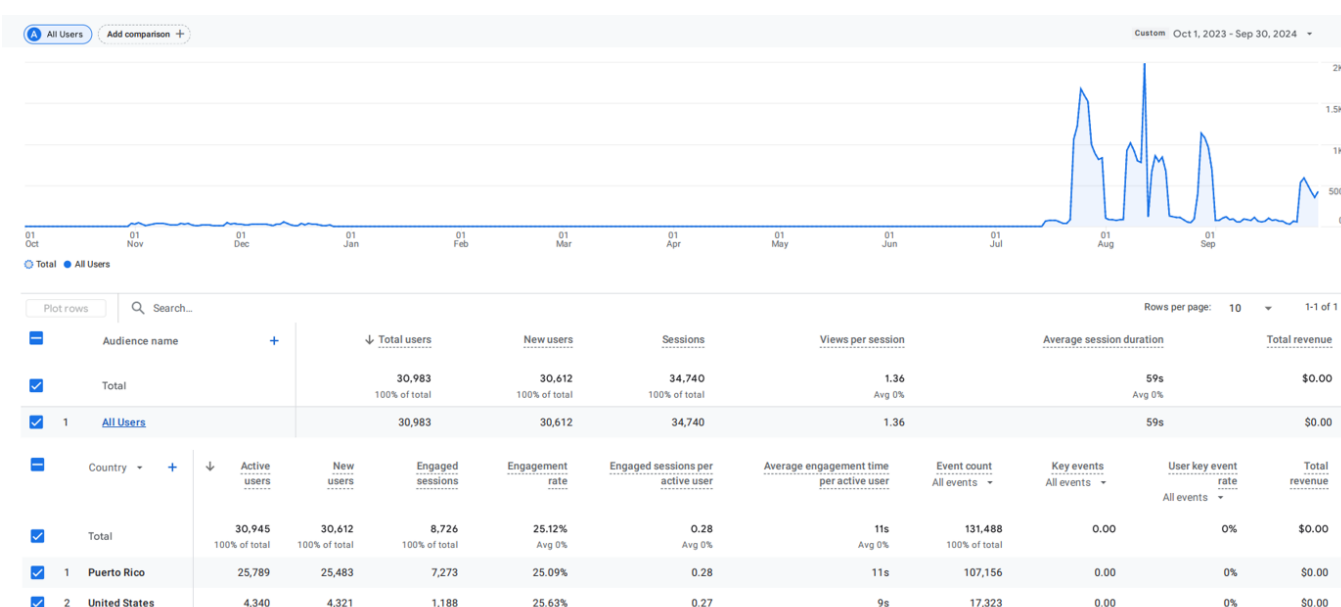 A All Users Add comparison + Custom Oct 1, 2023 - Sep 30, 2024
2K
1.5K
1K
500
0
01 01 01 01 01 01 01 01 01 01 01 01
Oct Nov Dec Jan Feb Mar Apr May Jun Jul Aug Sep
Total All Users
Plot rows Search... Rows per page: 10 1-1 of 1
Audience name + Total users New users Sessions Views per session Average session duration Total revenue
Total 30,983 30,612 34,740 1.36 59s $0.00
100% of total 100% of total 100% of total Avg 0% Avg 0%
1 All Users 30,983 30,612 34,740 1.36 59s $0.00
Country + Active New Engaged Engagement Engaged sessions per Average engagement time Event count Key events User key event Total
users users sessions rate active user per active user All events All events rate revenue
All events
Total 30,945 30,612 8,726 25.12% 0.28 11s 131,488 0.00 0% $0.00
100% of total 100% of total 100% of total Avg 0% Avg 0% Avg 0% 100% of total
1 Puerto Rico 25,789 25,483 7,273 25.09% 0.28 11s 107,156 0.00 0% $0.00
2 United States 4,340 4,321 1,188 25.63% 0.27 9s 17,323 0.00 0% $0.00